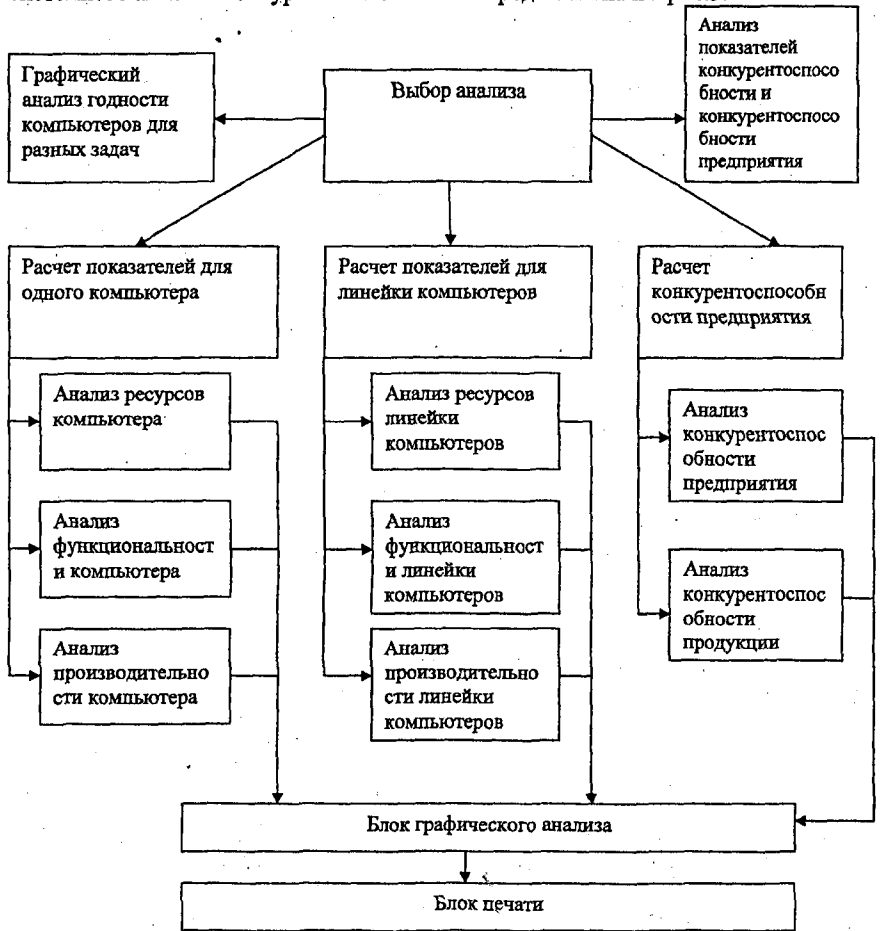 Графический
анализ годности
компьютеров для
разных задач
Выбор анализа
Анализ
показателей
конкурентоспосо
бности и
конкурентоспосо
бности
предприятия
Расчет показателей для
одного компьютера
Расчет показателей для
линейки компьютеров
Расчет
конкурентоспособн
ости предприятия
Анализ ресурсов
компьютера
Анализ
функциональност
и компьютера
Анализ
производительно
сти компьютера
Анализ ресурсов
линейки
компьютеров
Анализ
функциональност
и линейки
компьютеров
Анализ
производительно
сти линейки
компьютеров
Анализ
конкурентоспос
обности
предприятия
Анализ
конкурентоспос
обности
продукции
Блок графического анализа
Блок печати